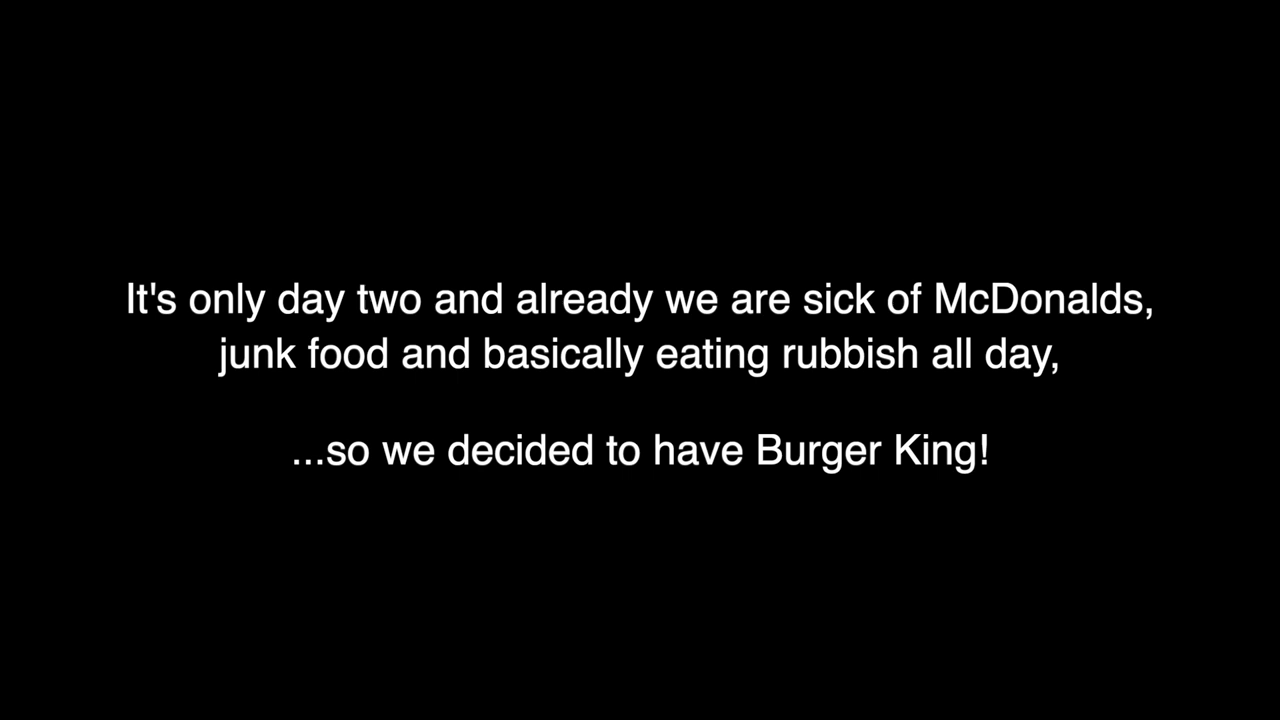 It's only day two and already we are sick of McDonalds,
junk food and basically eating rubbish all day,
...so we decided to have Burger King!